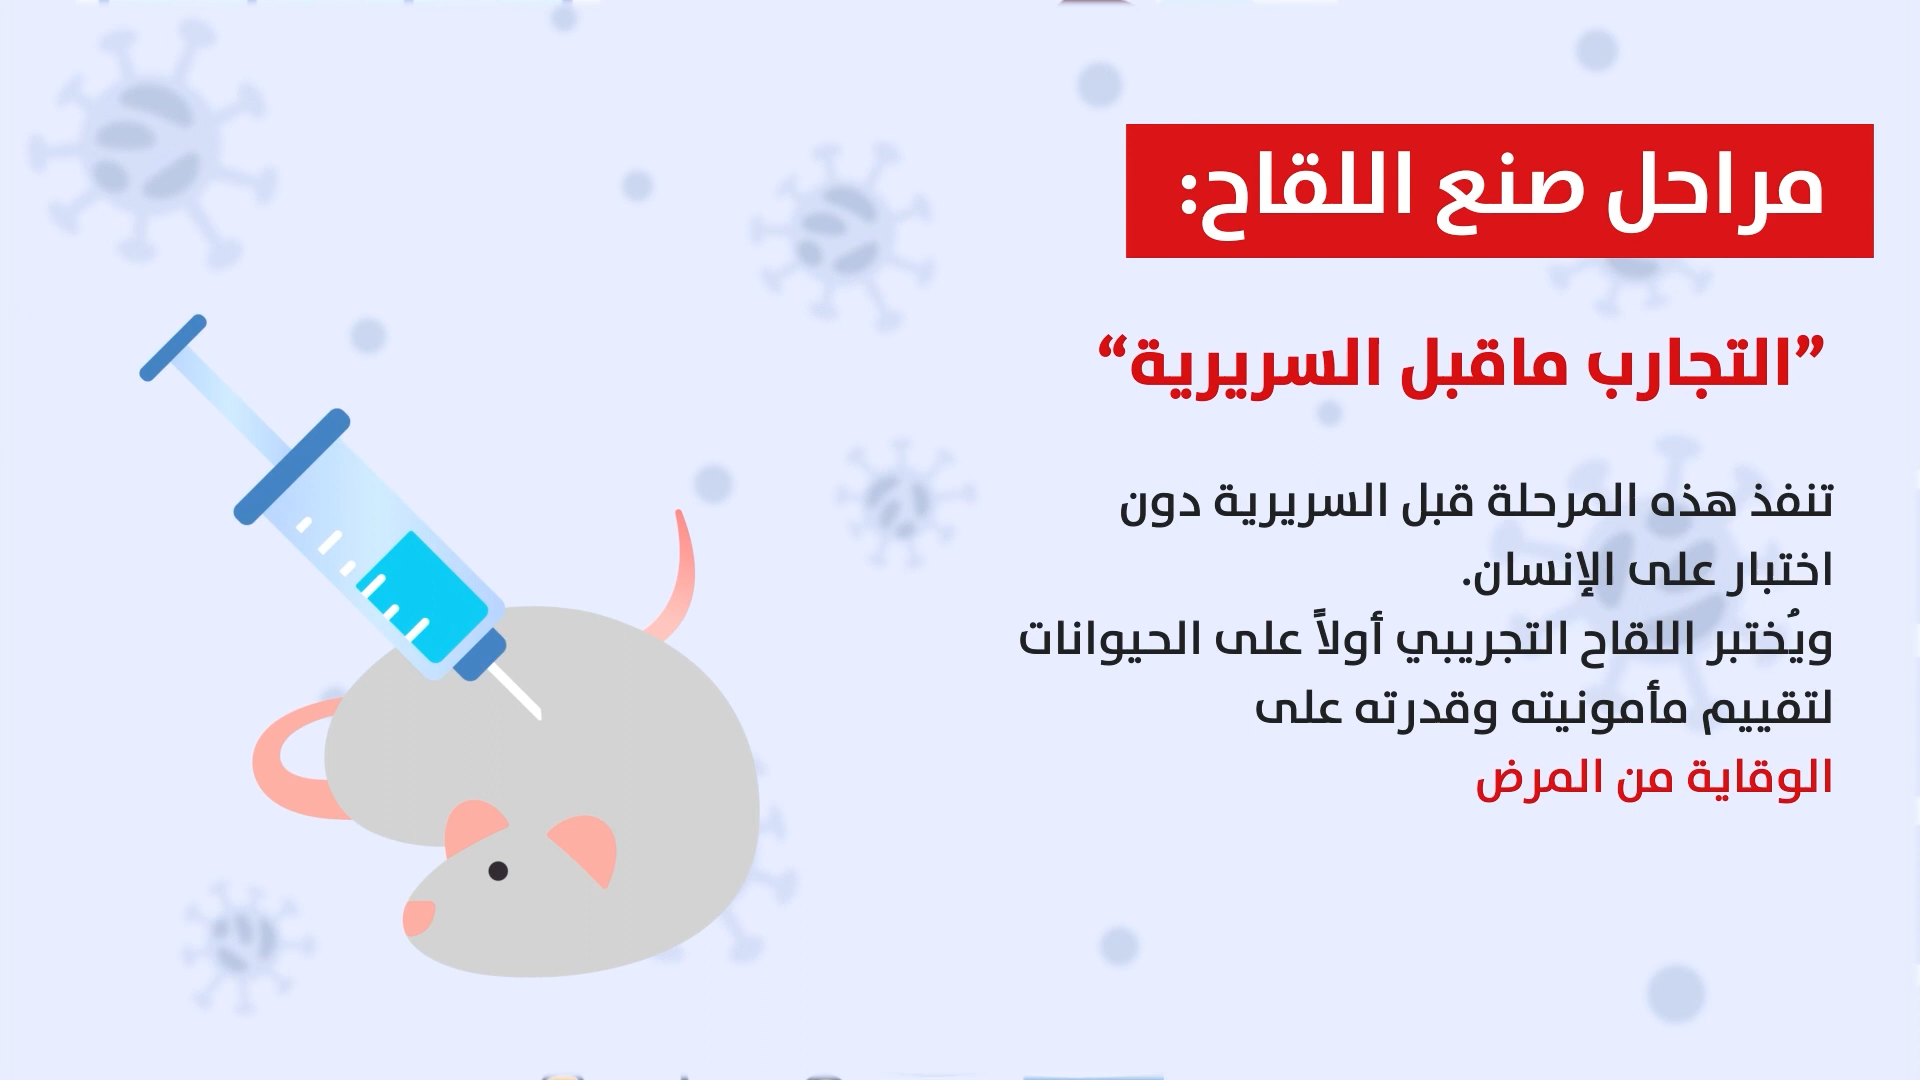 مراحل صنع اللقاح:
”التجارب ماقبل السريرية“
تنفذ هذه المرحلة قبل السريرية دون
اختبار على الإنسان.
ويُختبر اللقاح التجريبي أولاً على الحيوانات
لتقييم مأمونيته وقدرته على
الوقاية من المرض